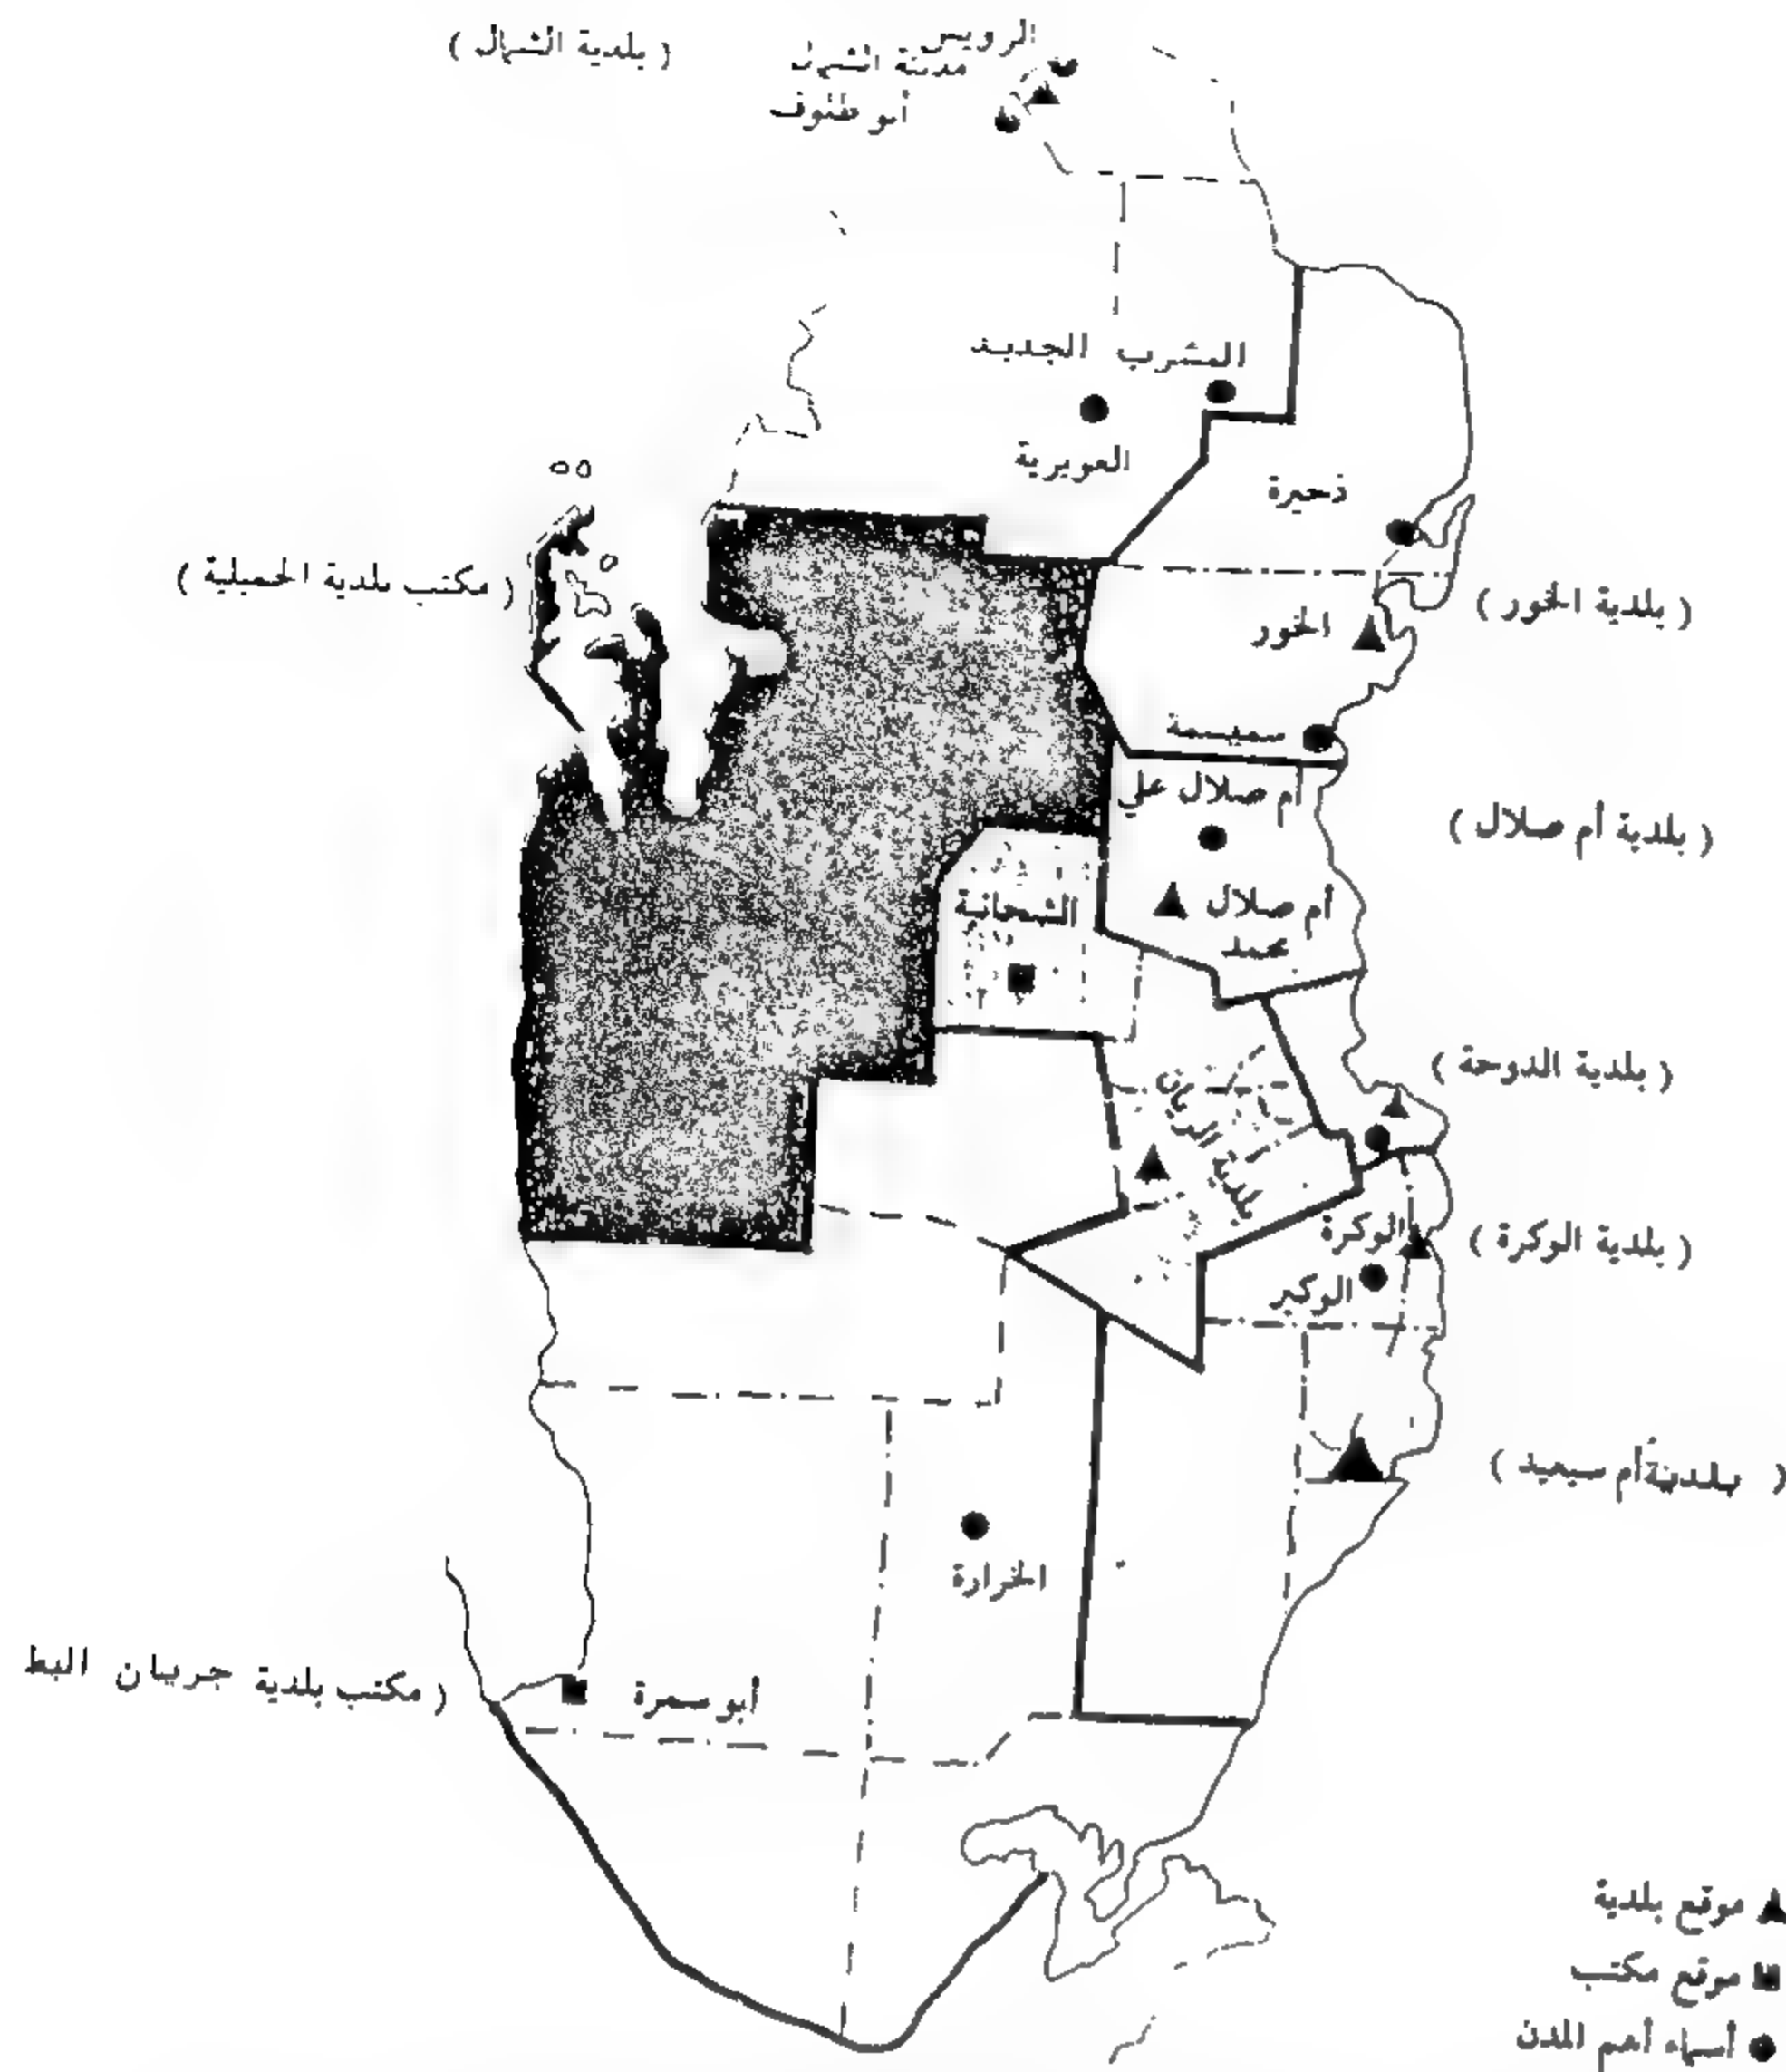 ( بلدية الشمال )
الرويس
مدينة الشمال
أبو ظلوف
المشرب الجديد
العويرية
ذخيرة
( مكتب بلدية الجميلية )
( بلدية الخور )
الخور
سميسمة
أم صلال علي
( بلدية أم صلال )
أم صلال
محمد
الشحانية
( بلدية الدوحة )
بلدية الريان
الوكرة
( بلدية الوكرة )
الوكير
( بلدية أم سعيد )
الخرارة
( مكتب بلدية جريان البط
أبو سمرة
موقع بلدية
موقع مكتب
أسماء أهم المدن